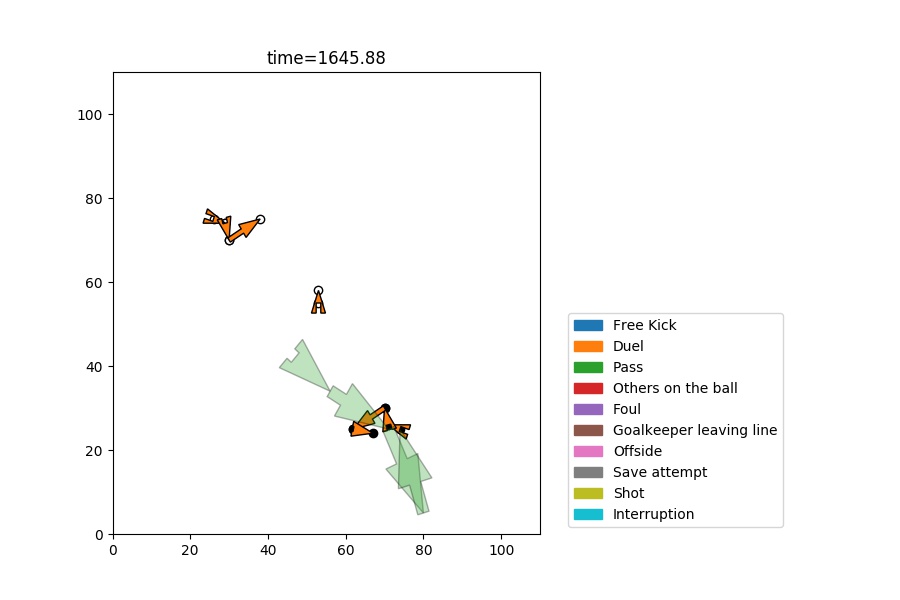 time=1645.88
100
80
60
40
20
0
0 20 40 60 80 100
Free Kick
Duel
Pass
Others on the ball
Foul
Goalkeeper leaving line
Offside
Save attempt
Shot
Interruption